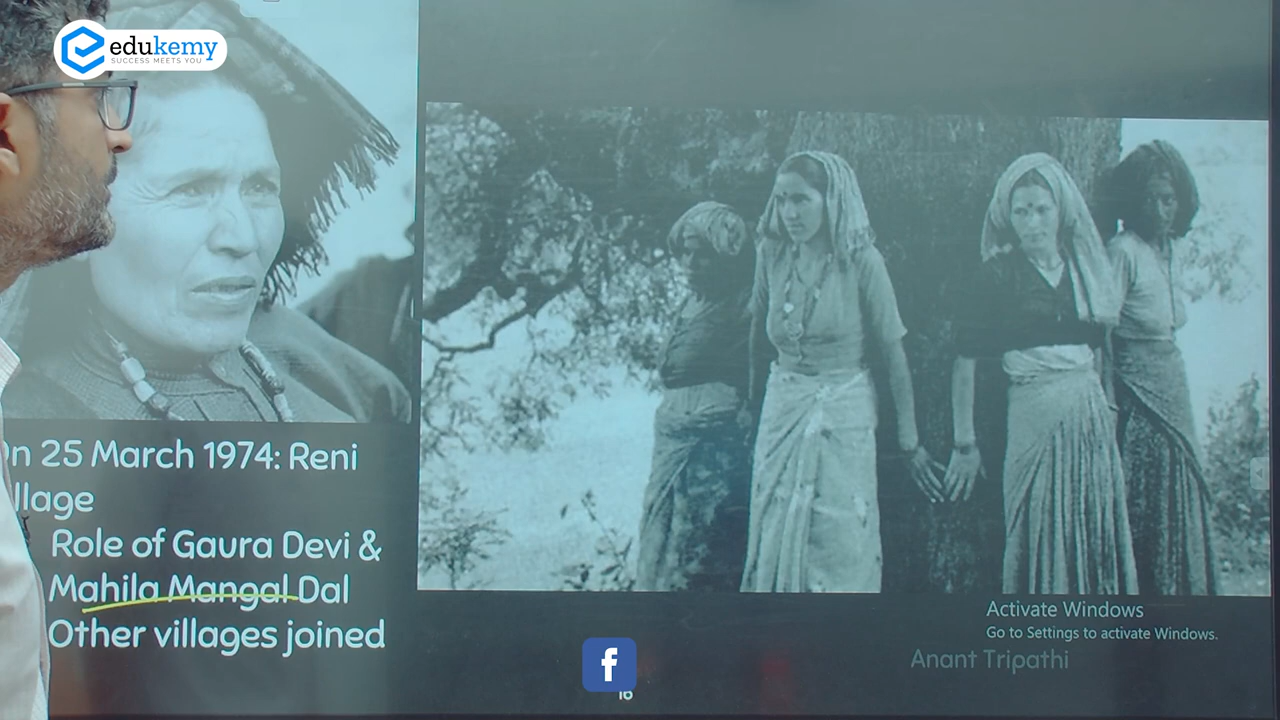 edukemy
SUCCESS MEETS YOU
On 25 March 1974: Reni
llage
Role of Gaura Devi &
Mahila Mangal Dal
Other villages joined
Activate Windows
Go to Settings to activate Windows.
Anant Tripathi
f
16